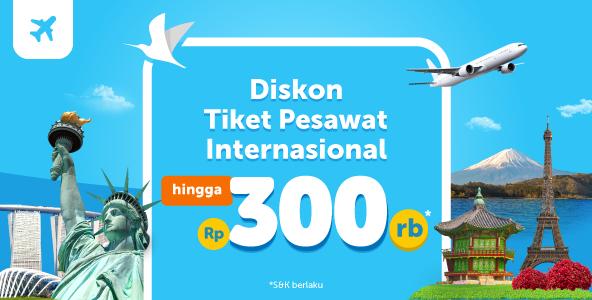 Diskon
Tiket Pesawat
Internasional
hingga
Rp 300 rb*
*S&K berlaku